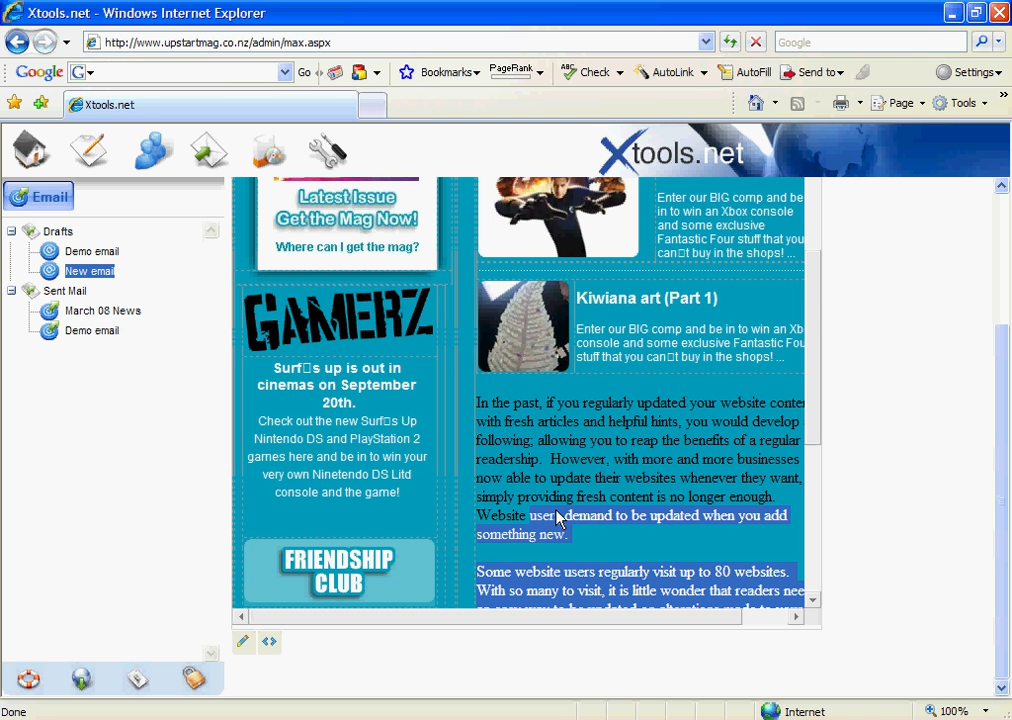 Xtools.net - Windows Internet Explorer
http://www.upstartmag.co.nz/admin/max.aspx
Google
Google
G
Go
Bookmarks
PageRank
Check
AutoLink
AutoFill
Send to
Settings
Xtools.net
Page
Tools
Xtools.net
Email
Drafts
Demo email
New email
Sent Mail
March 08 News
Demo email
Latest Issue
Get the Mag Now!
Where can I get the mag?
GAMERZ
Surf□s up is out in
cinemas on September
20th.
Check out the new Surf□s Up
Nintendo DS and PlayStation 2
games here and be in to win your
very own Ninetendo DS Litd
console and the game!
FRIENDSHIP
CLUB
Enter our BIG comp and be
in to win an Xbox console
and some exclusive
Fantastic Four stuff that you
can□t buy in the shops! ...
Kiwiana art (Part 1)
Enter our BIG comp and be in to win an Xb
console and some exclusive Fantastic Fou
stuff that you can□t buy in the shops! ...
In the past, if you regularly updated your website conte
with fresh articles and helpful hints, you would develop
following; allowing you to reap the benefits of a regular
readership. However, with more and more businesses
now able to update their websites whenever they want,
simply providing fresh content is no longer enough.
Website users demand to be updated when you add
something new.
Some website users regularly visit up to 80 websites.
With so many to visit, it is little wonder that readers nee
Done
Internet
100%